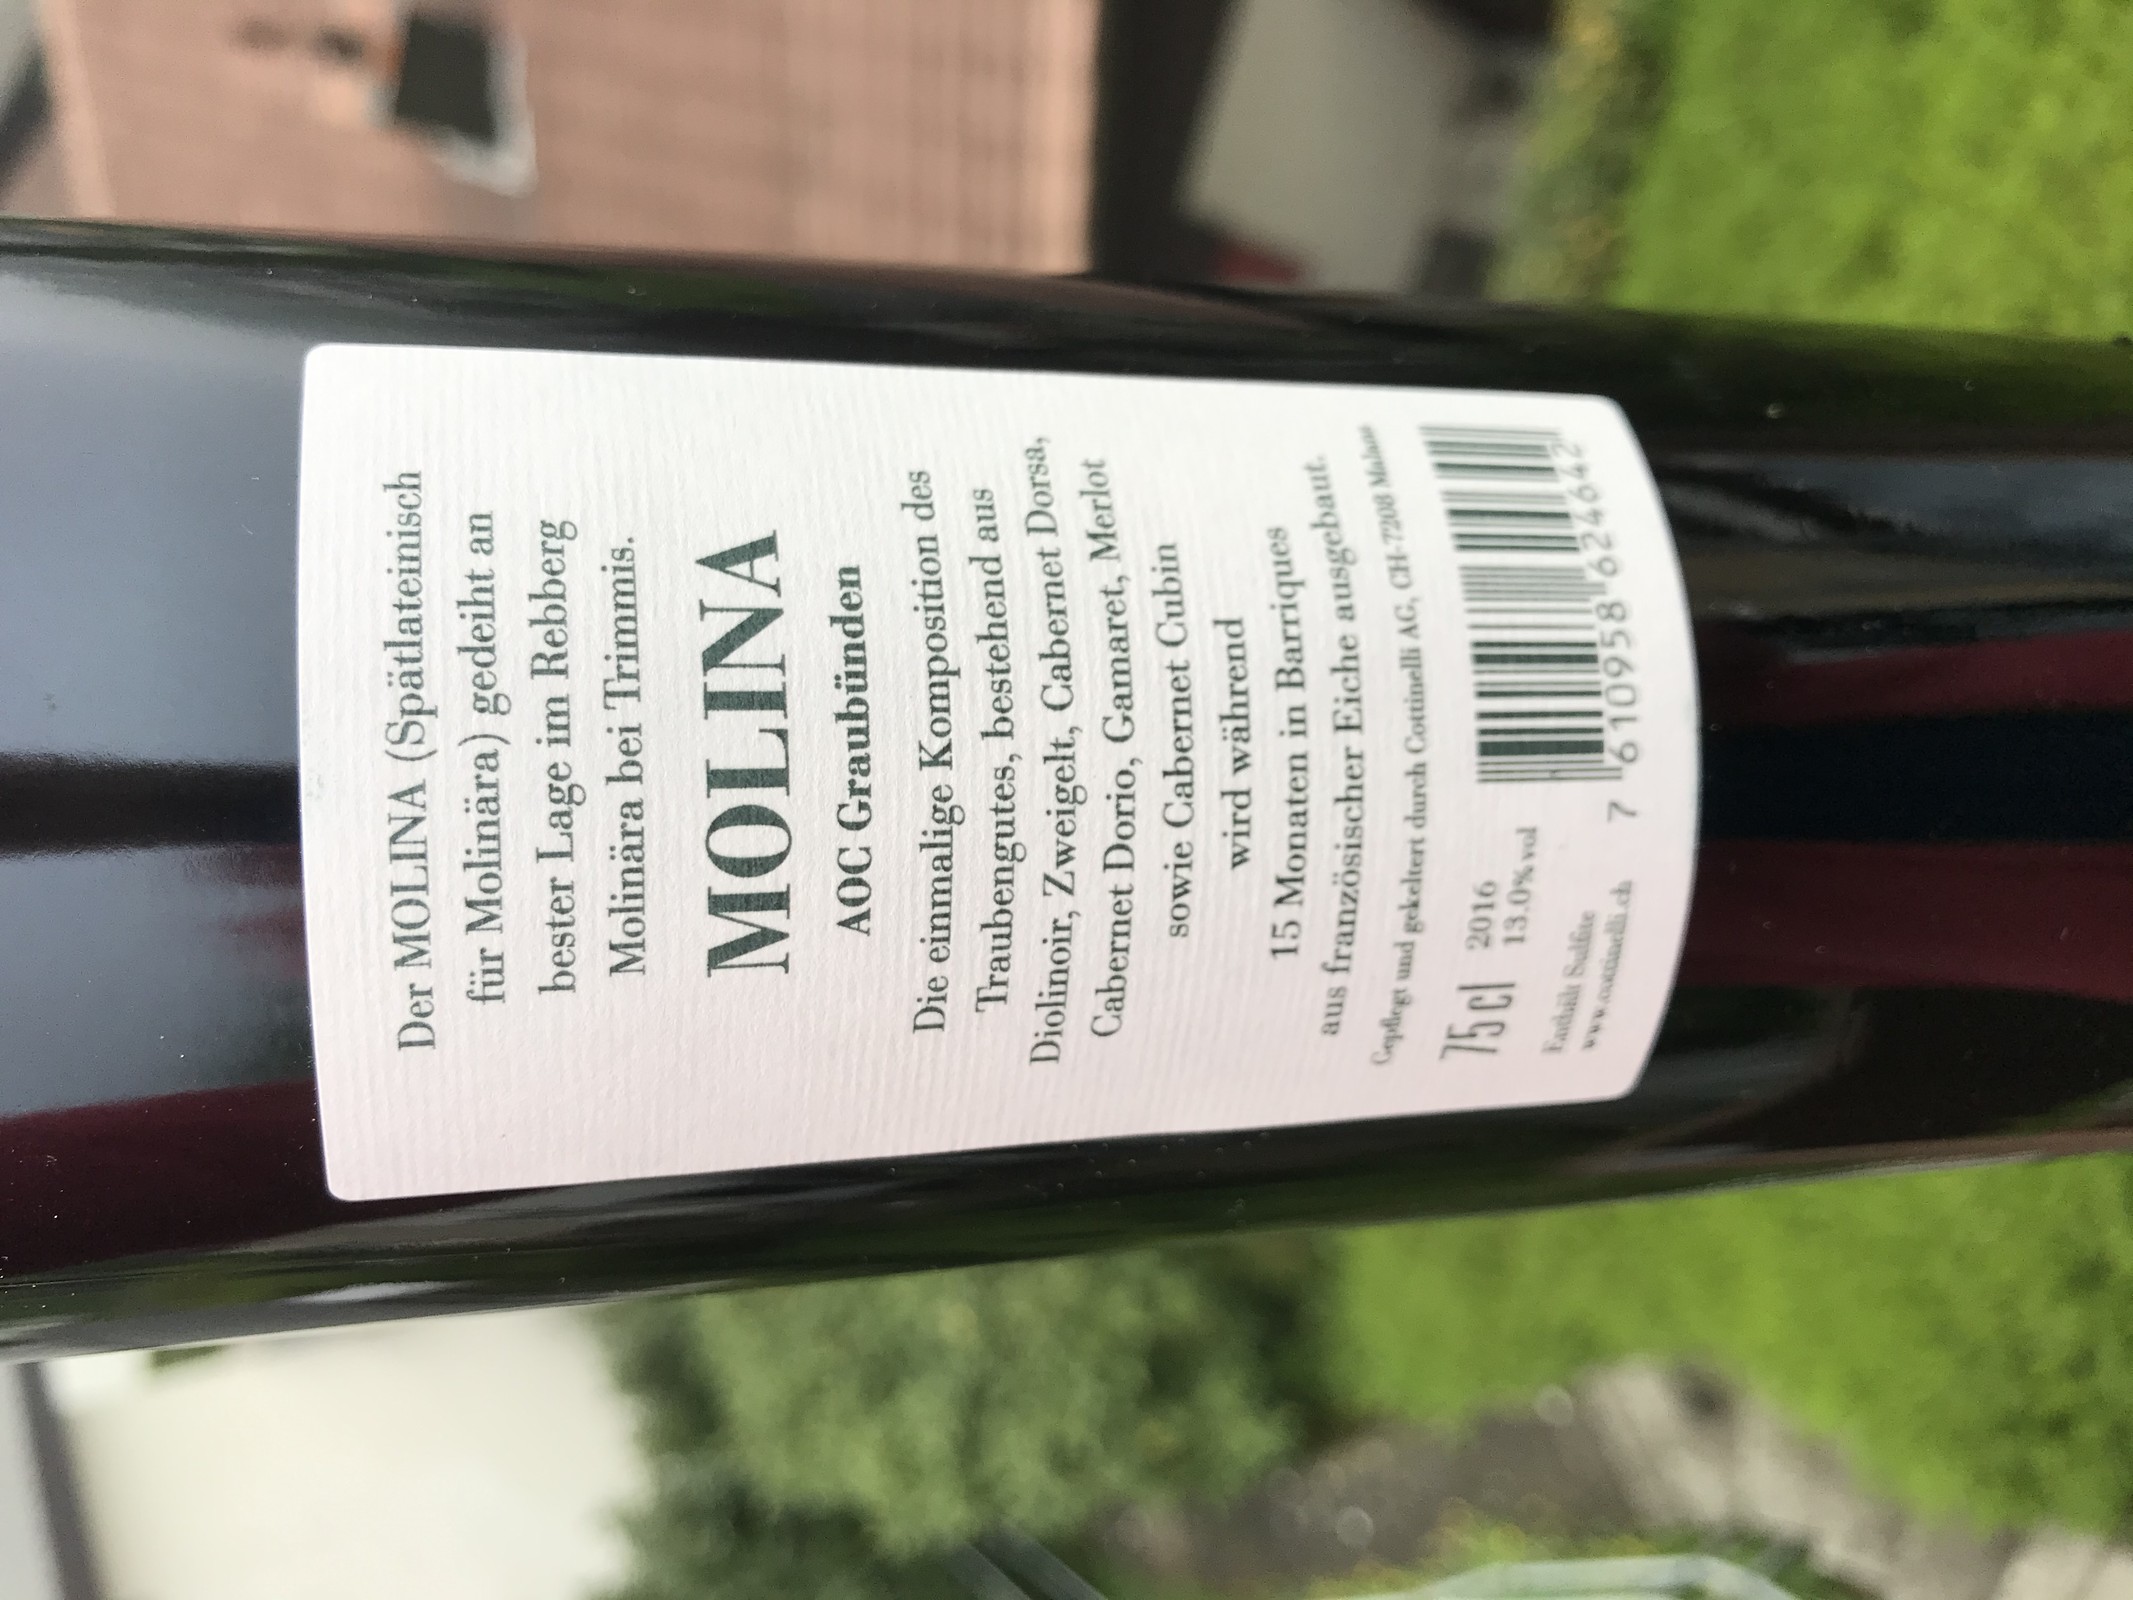 Der MOLINA (Spätlateinisch
für Molinära) gedeiht an
bester Lage im Rebberg
Molinära bei Trimmis.
MOLINA
AOC Graubünden
Die einmalige Komposition des
Traubengutes, bestehend aus
Diolinoir, Zweigelt, Cabernet Dorsa,
Cabernet Dorio, Gamaret, Merlot
sowie Cabernet Cubin
wird während
15 Monaten in Barriques
aus französischer Eiche ausgebaut.
Gepflegt und gekeltert durch Cottinelli AG, CH-7208 Malans
75cl 2016
13.0%vol
Enthält Sulfite
www.cottinelli.ch
7 610958 624642